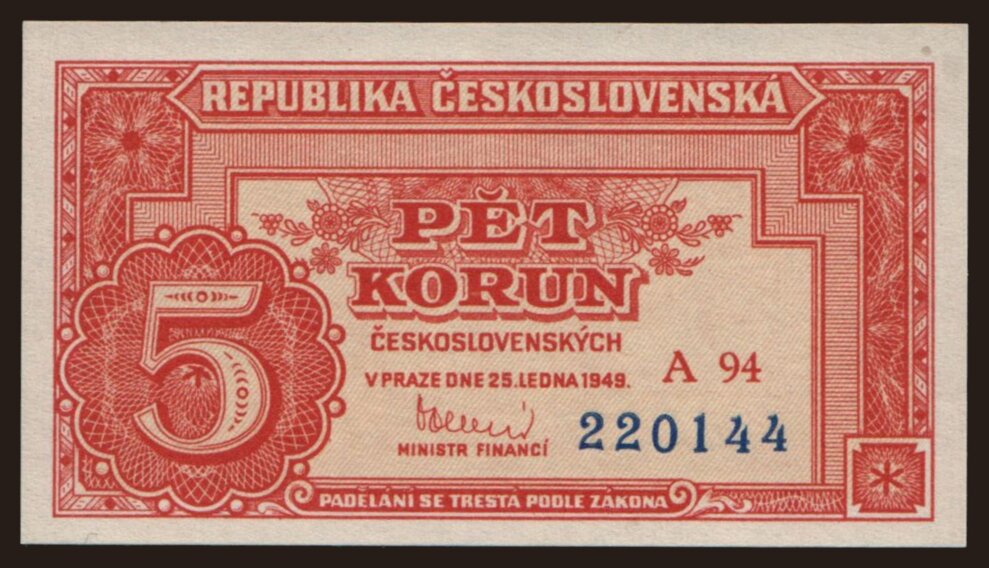 REPUBLIKA ČESKOSLOVENSKÁ
PĚT
KORUN
ČESKOSLOVENSKÝCH
V PRAZE DNE 25. LEDNA 1949.
A 94
5
MINISTR FINANCÍ
220144
PADĚLÁNÍ SE TRESTÁ PODLE ZÁKONA